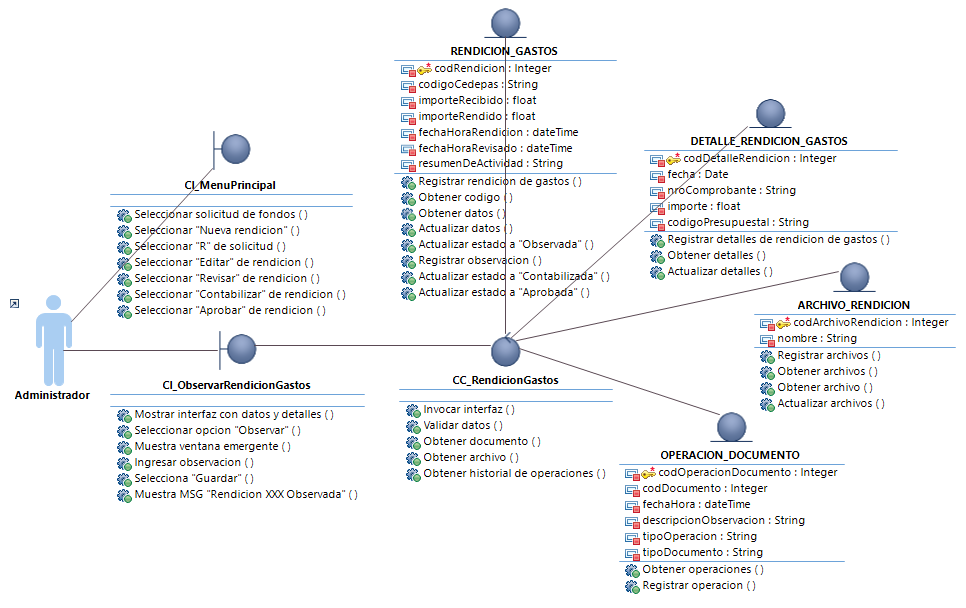 RENDICION_GASTOS
codRendicion : Integer
codigoCedepas : String
importeRecibido : float
importeRendido : float
fechaHoraRendicion : dateTime
fechaHoraRevisado : dateTime
resumenDeActividad : String
Registrar rendicion de gastos ( )
Obtener codigo ( )
Obtener datos ( )
Actualizar datos ( )
Actualizar estado a "Observada" ( )
Registrar observacion ( )
Actualizar estado a "Contabilizada" ( )
Actualizar estado a "Aprobada" ( )
DETALLE_RENDICION_GASTOS
codDetalleRendicion : Integer
fecha : Date
nroComprobante : String
importe : float
codigoPresupuestal : String
Registrar detalles de rendicion de gastos ( )
Obtener detalles ( )
Actualizar detalles ( )
CI_MenuPrincipal
Seleccionar solicitud de fondos ( )
Seleccionar "Nueva rendicion" ( )
Seleccionar "R" de solicitud ( )
Seleccionar "Editar" de rendicion ( )
Seleccionar "Revisar" de rendicion ( )
Seleccionar "Contabilizar" de rendicion ( )
Seleccionar "Aprobar" de rendicion ( )
Administrador
ARCHIVO_RENDICION
codArchivoRendicion : Integer
nombre : String
Registrar archivos ( )
Obtener archivos ( )
Obtener archivo ( )
Actualizar archivos ( )
CI_ObservarRendicionGastos
Mostrar interfaz con datos y detalles ( )
Seleccionar opcion "Observar" ( )
Muestra ventana emergente ( )
Ingresar observacion ( )
Selecciona "Guardar" ( )
Muestra MSG "Rendicion XXX Observada" ( )
CC_RendicionGastos
Invocar interfaz ( )
Validar datos ( )
Obtener documento ( )
Obtener archivo ( )
Obtener historial de operaciones ( )
OPERACION_DOCUMENTO
codOperacionDocumento : Integer
codDocumento : Integer
fechaHora : dateTime
descripcionObservacion : String
tipoOperacion : String
tipoDocumento : String
Obtener operaciones ( )
Registrar operacion ( )